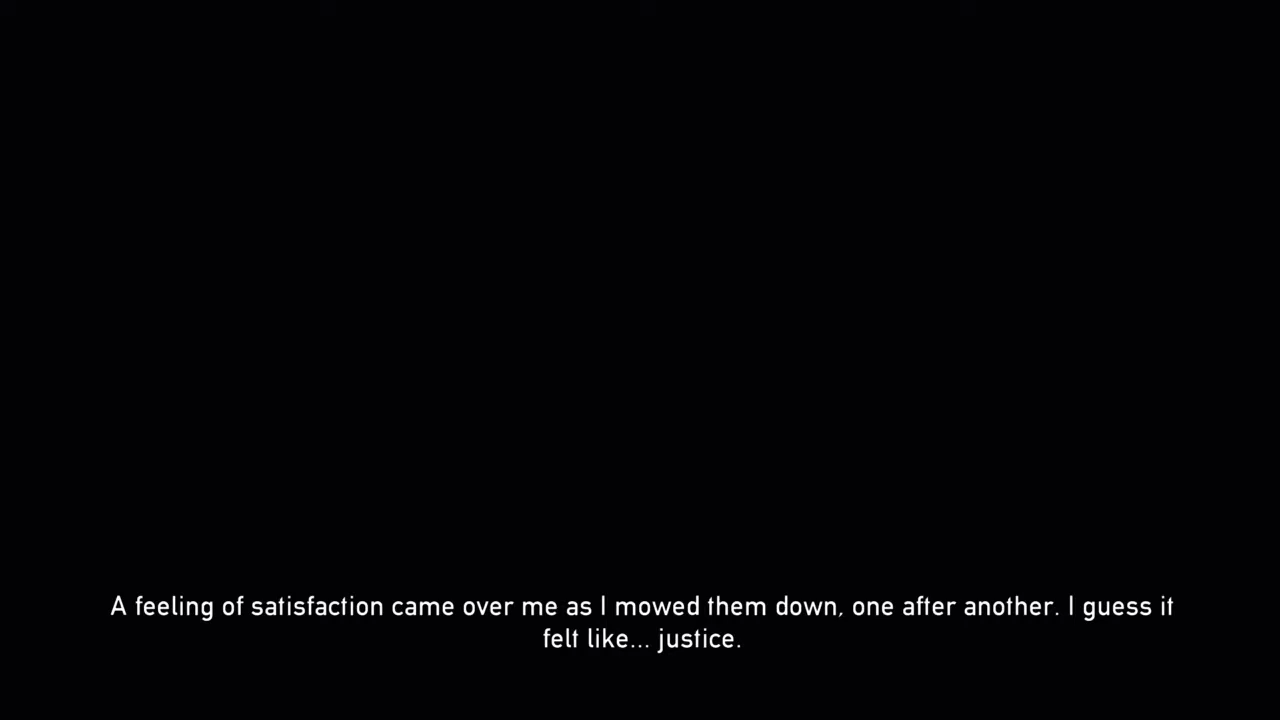 A feeling of satisfaction came over me as I mowed them down, one after another. I guess it
felt like... justice.